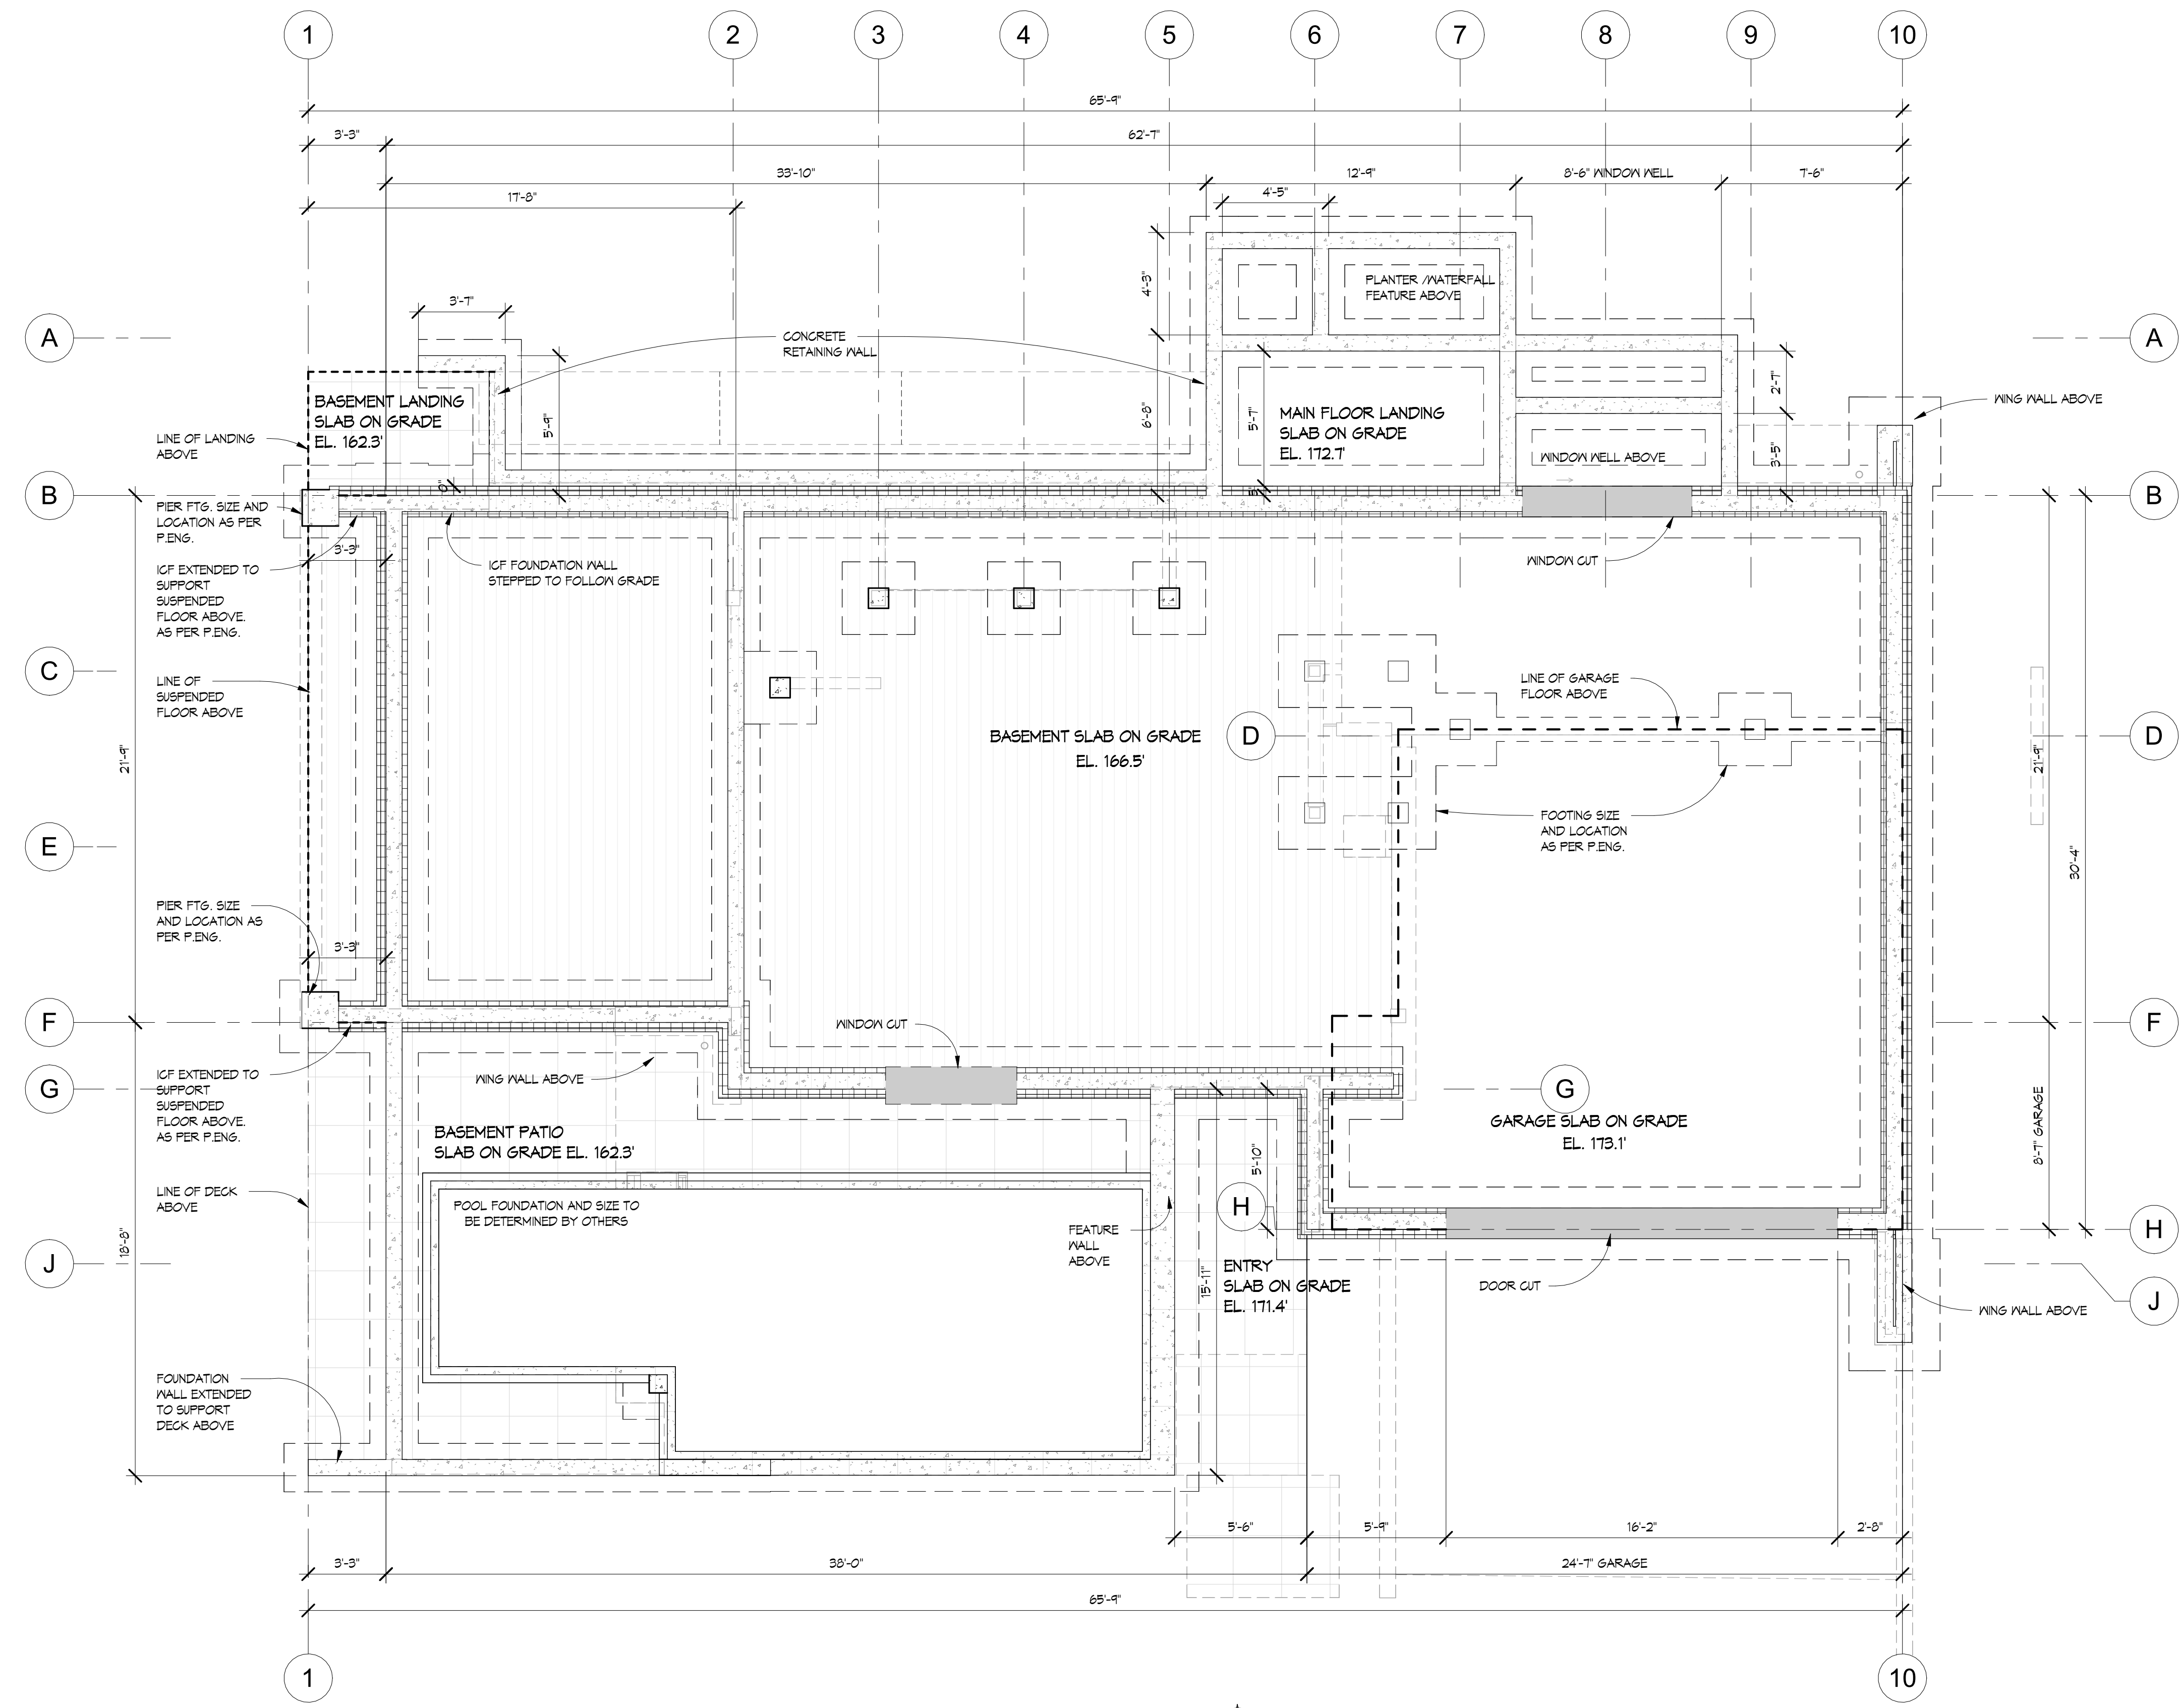 1 2 3 4 5 6 7 8 9 10
65'-9"
3'-3" 62'-7"
33'-10" 12'-9" 8'-6" WINDOW WELL 7'-6"
17'-8" 4'-5"
4'-3"
PLANTER /WATERFALL
FEATURE ABOVE
3'-7"
A A
CONCRETE
RETAINING WALL
2'-7"
BASEMENT LANDING
SLAB ON GRADE
EL. 162.3'
WING WALL ABOVE
6'-8"
5'-7"
5'-9"
MAIN FLOOR LANDING
SLAB ON GRADE
EL. 172.7'
LINE OF LANDING
ABOVE
WINDOW WELL ABOVE
3'-5"
B B
PIER FTG. SIZE AND
LOCATION AS PER
P.ENG.
3'-3"
WINDOW CUT
ICF FOUNDATION WALL
STEPPED TO FOLLOW GRADE
ICF EXTENDED TO
SUPPORT
SUSPENDED
FLOOR ABOVE.
AS PER P.ENG.
C
LINE OF
SUSPENDED
FLOOR ABOVE
LINE OF GARAGE
FLOOR ABOVE
BASEMENT SLAB ON GRADE
EL. 166.5'
D D
21'-9" 21'-9"
FOOTING SIZE
AND LOCATION
AS PER P.ENG.
E
30'-4"
PIER FTG. SIZE
AND LOCATION AS
PER P.ENG.
3'-3"
F F
WINDOW CUT
ICF EXTENDED TO
SUPPORT
SUSPENDED
FLOOR ABOVE.
AS PER P.ENG.
WING WALL ABOVE
G G
GARAGE SLAB ON GRADE
EL. 173.1'
8'-7" GARAGE
BASEMENT PATIO
SLAB ON GRADE EL. 162.3'
5'-10"
LINE OF DECK
ABOVE
POOL FOUNDATION AND SIZE TO
BE DETERMINED BY OTHERS
H H
FEATURE
WALL
ABOVE
18'-8"
J J
15'-11"
ENTRY
SLAB ON GRADE
EL. 171.4'
DOOR CUT
WING WALL ABOVE
FOUNDATION
WALL EXTENDED
TO SUPPORT
DECK ABOVE
5'-6" 5'-9" 16'-2" 2'-8"
3'-3" 38'-0" 24'-7" GARAGE
65'-9"
1 10